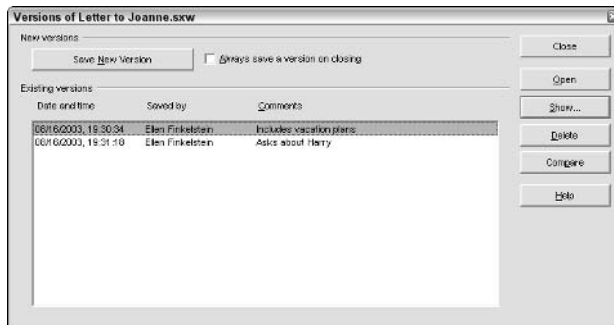 Versions of Letter to Joanne.sxw
New versions
Save New Version
Always save a version on closing
Existing versions
Date and time Saved by Comments
08/16/2003, 19:30:34 Ellen Finkelstein Includes vacation plans
08/16/2003, 19:31:18 Ellen Finkelstein Asks about Harry
Close
Open
Show...
Delete
Compare
Help